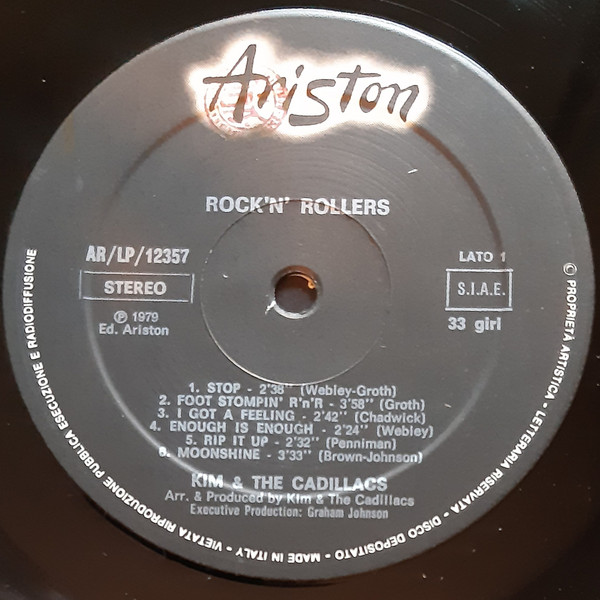 Ariston
ROCK'N' ROLLERS
AR/LP/12357
STEREO
Ⓟ 1979
Ed. Ariston
LATO 1
S.I.A.E.
33 giri
1. STOP - 2'38" (Webley-Groth)
2. FOOT STOMPIN' R'n'R - 3'58" (Groth)
3. I GOT A FEELING - 2'42" (Chadwick)
4. ENOUGH IS ENOUGH - 2'24" (Webley)
5. RIP IT UP - 2'32" (Penniman)
6. MOONSHINE - 3'33" (Brown-Johnson)
KIM & THE CADILLACS
Arr. & Produced by Kim & The Cadillacs
Executive Production: Graham Johnson
© PROPRIETÀ ARTISTICA - LETTERARIA RISERVATA - DISCO DEPOSITATO - MADE IN ITALY - VIETATA RIPRODUZIONE PUBBLICA ESECUZIONE E RADIODIFFUSIONE